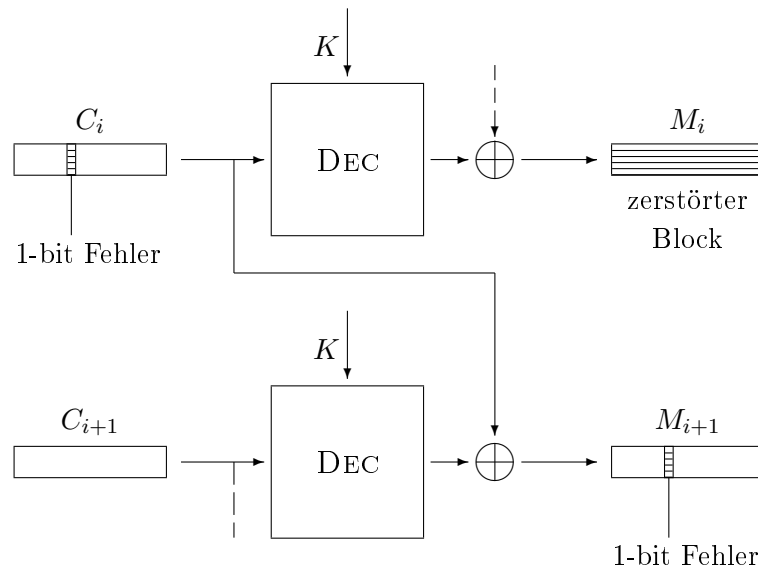 K
C_i
DEC
M_i
1-bit Fehler
zerstörter
Block
K
C_{i+1}
DEC
M_{i+1}
1-bit Fehler